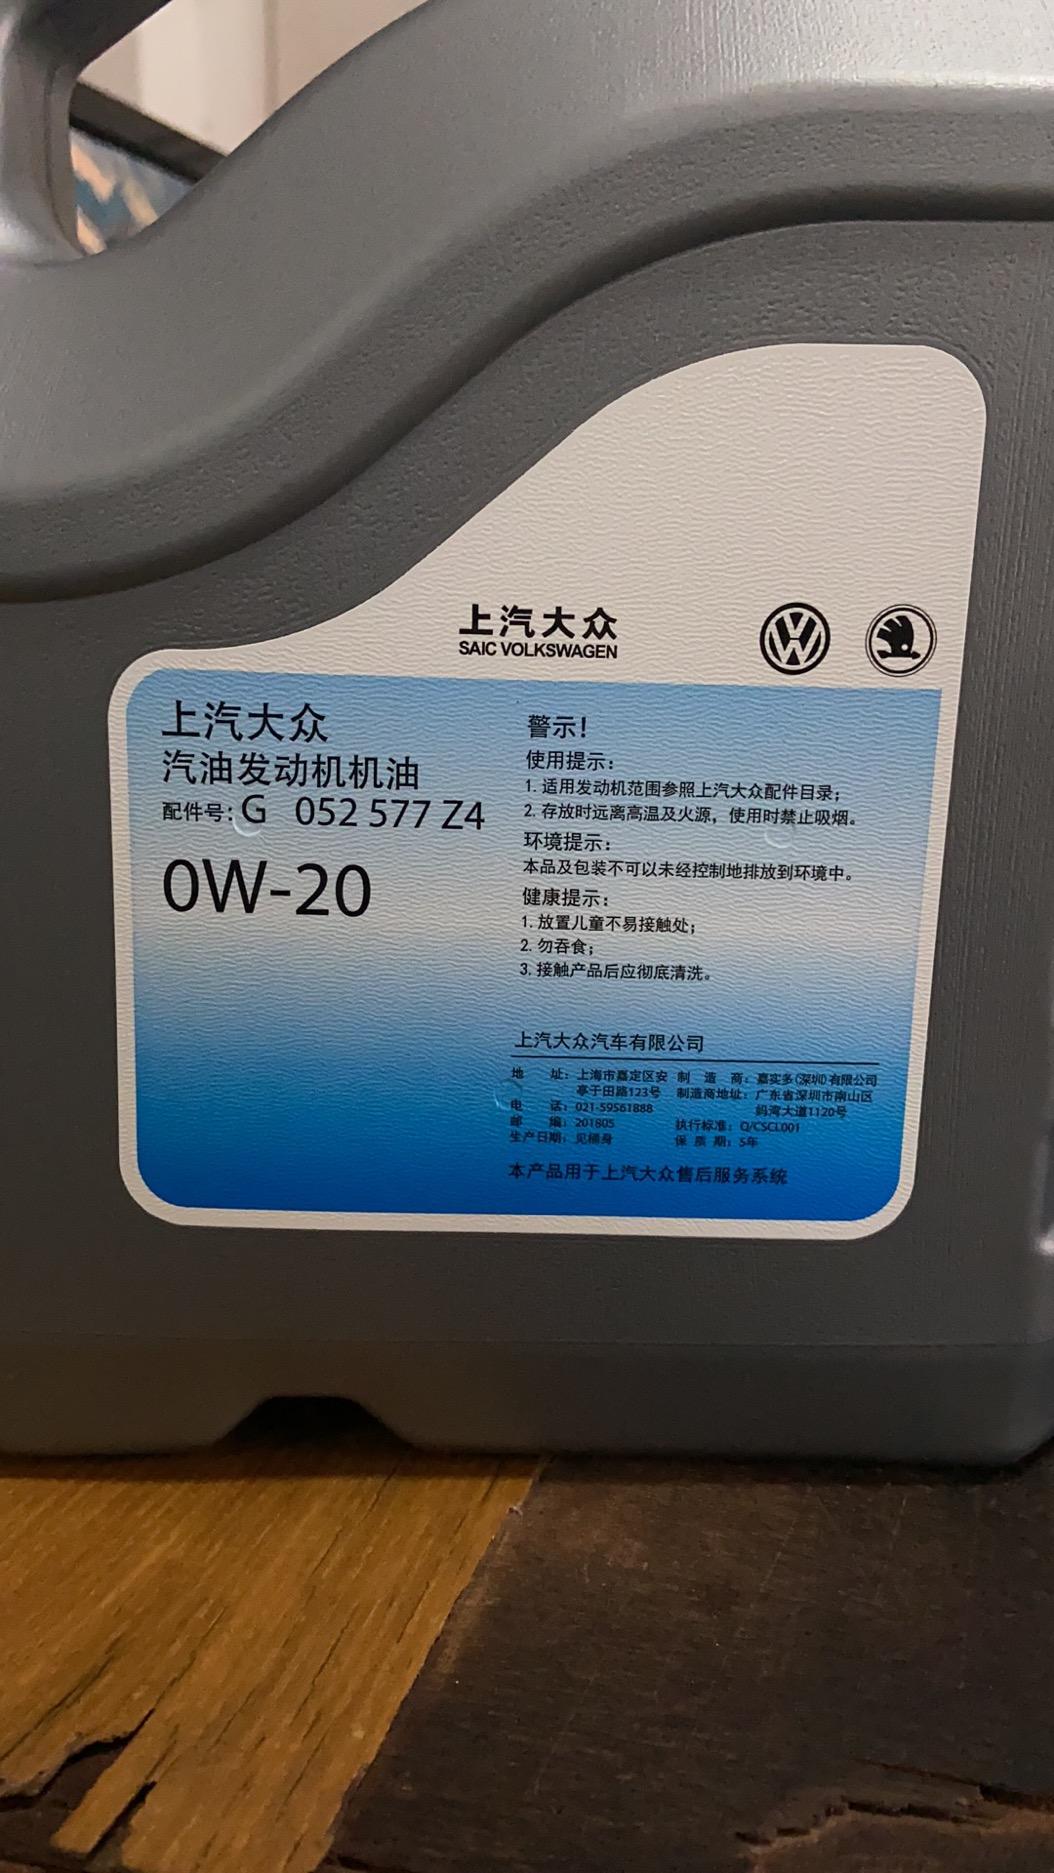 上汽大众
SAIC VOLKSWAGEN
上汽大众
汽油发动机机油
配件号: G 052 577 Z4
0W-20
警示!
使用提示:
1. 适用发动机范围参照上汽大众配件目录;
2. 存放时远离高温及火源，使用时禁止吸烟。
环境提示:
本品及包装不可以未经控制地排放到环境中。
健康提示:
1. 放置儿童不易接触处;
2. 勿吞食;
3. 接触产品后应彻底清洗。
上汽大众汽车有限公司
地 址: 上海市嘉定区安
亭于田路123号
电 话: 021-59561888
邮 编: 201805
生产日期: 见桶身
制 造 商: 嘉实多(深圳)有限公司
制造商地址: 广东省深圳市南山区
妈湾大道1120号
执行标准: Q/CSCL001
保 质 期: 5年
本产品用于上汽大众售后服务系统